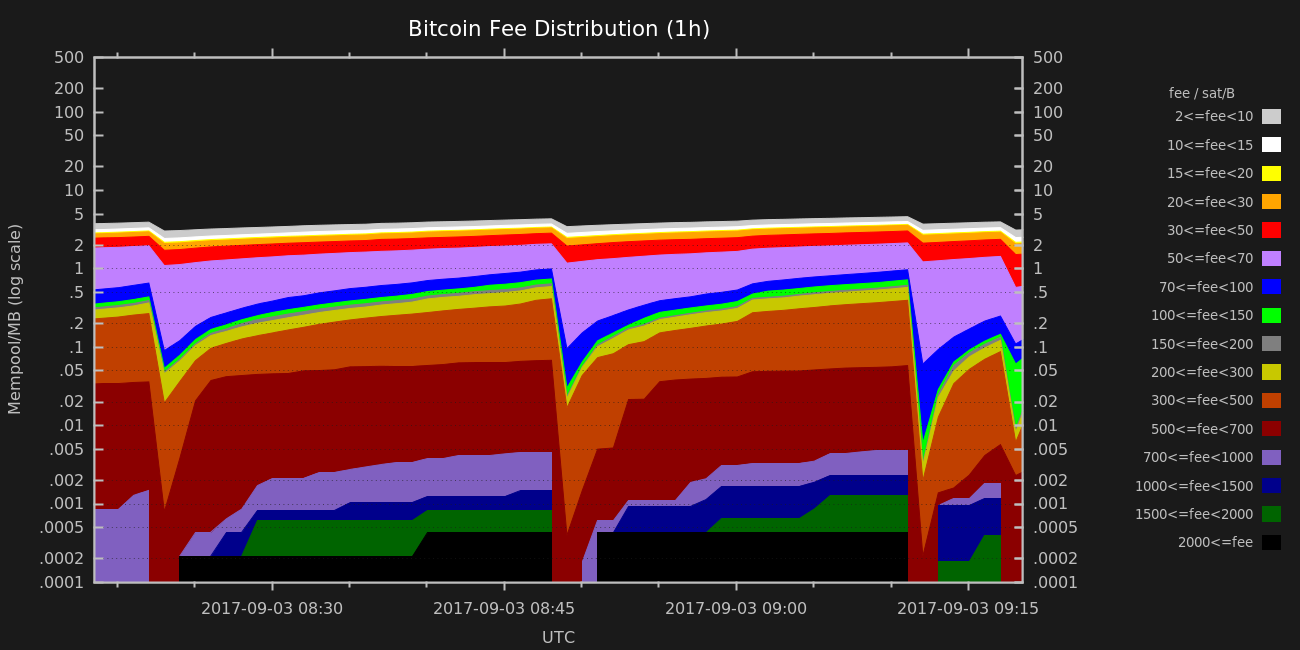 Bitcoin Fee Distribution (1h)
500 500
200 200
100 100
50 50
20 20
10 10
5 5
2 2
1 1
.5 .5
.2 .2
.1 .1
.05 .05
.02 .02
.01 .01
.005 .005
.002 .002
.001 .001
.0005 .0005
.0002 .0002
.0001 .0001
Mempool/MB (log scale)
2017-09-03 08:30 2017-09-03 08:45 2017-09-03 09:00 2017-09-03 09:15
UTC
fee / sat/B
2<=fee<10
10<=fee<15
15<=fee<20
20<=fee<30
30<=fee<50
50<=fee<70
70<=fee<100
100<=fee<150
150<=fee<200
200<=fee<300
300<=fee<500
500<=fee<700
700<=fee<1000
1000<=fee<1500
1500<=fee<2000
2000<=fee